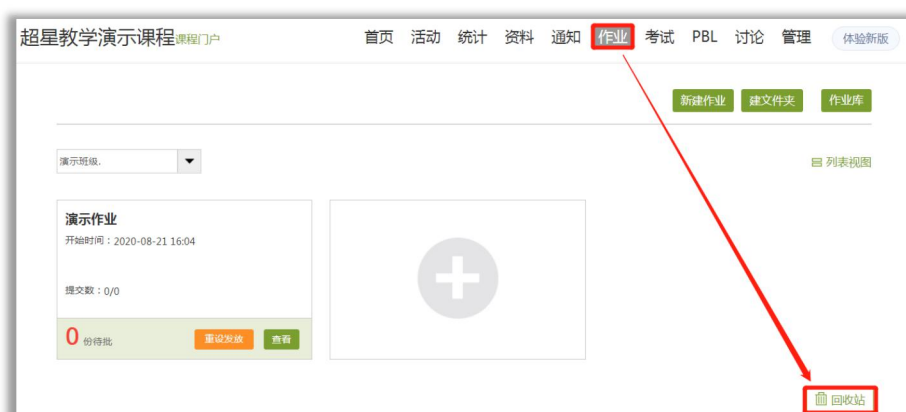 超星教学演示课程课程门户 首页 活动 统计 资料 通知 作业 考试 PBL 讨论 管理 体验新版
新建作业 建文件夹 作业库
演示班级. 列表视图
演示作业
开始时间：2020-08-21 16:04
提交数：0/0
0 份待批 重设发放 查看
回收站